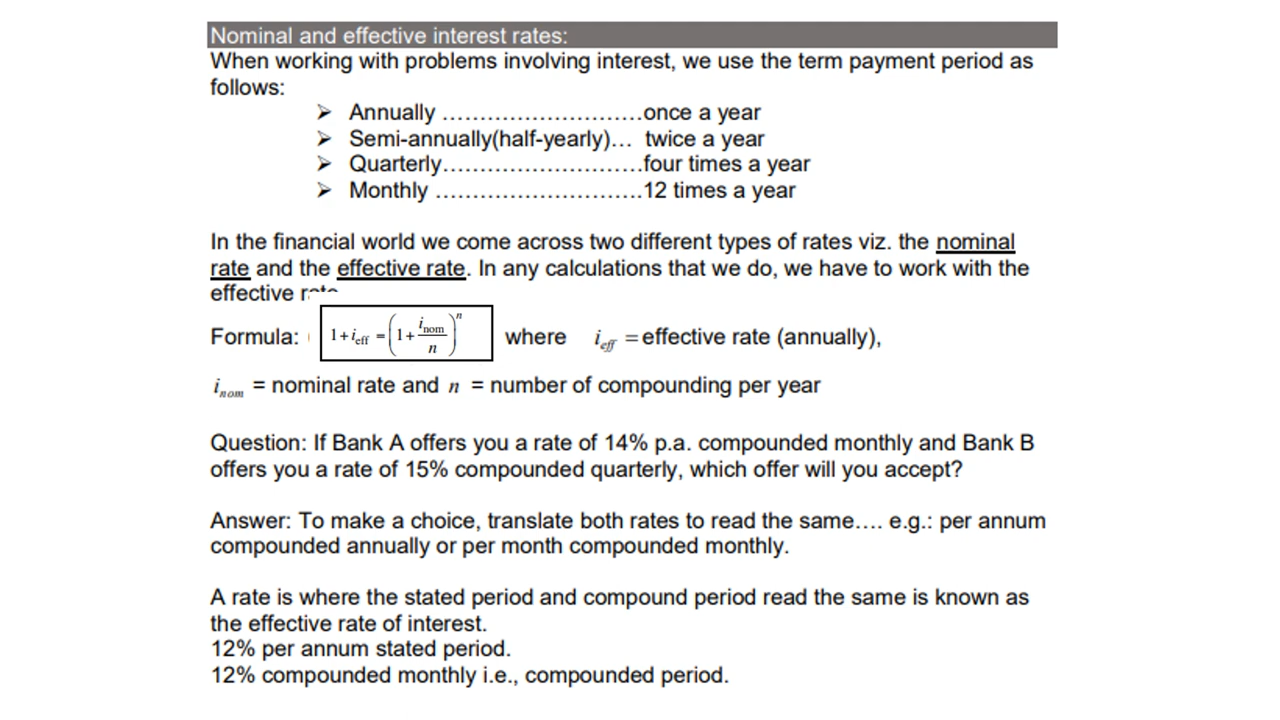 Nominal and effective interest rates:
When working with problems involving interest, we use the term payment period as
follows:
➢ Annually ………………………once a year
➢ Semi-annually(half-yearly)… twice a year
➢ Quarterly………………………four times a year
➢ Monthly ………………………12 times a year
In the financial world we come across two different types of rates viz. the nominal
rate and the effective rate. In any calculations that we do, we have to work with the
effective
Formula: 1+i_eff =(1+i_nom/n)^n where i_eff =effective rate (annually),
i_nom = nominal rate and n = number of compounding per year
Question: If Bank A offers you a rate of 14% p.a. compounded monthly and Bank B
offers you a rate of 15% compounded quarterly, which offer will you accept?
Answer: To make a choice, translate both rates to read the same…. e.g.: per annum
compounded annually or per month compounded monthly.
A rate is where the stated period and compound period read the same is known as
the effective rate of interest.
12% per annum stated period.
12% compounded monthly i.e., compounded period.